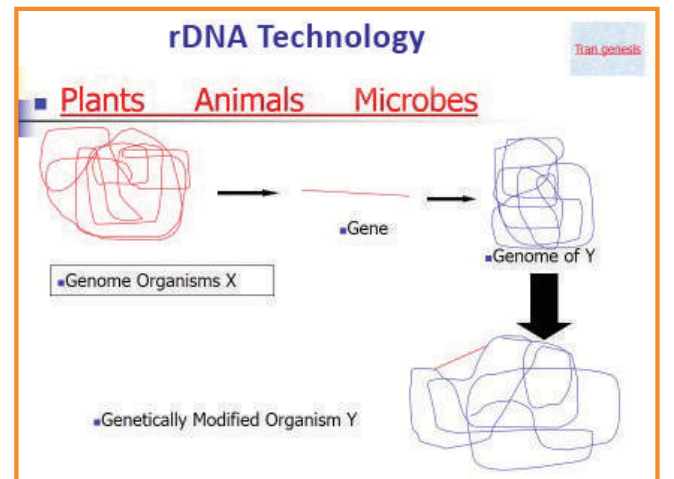 rDNA Technology
Tran genesis
Plants Animals Microbes
Gene
Genome of Y
Genome Organisms X
Genetically Modified Organism Y